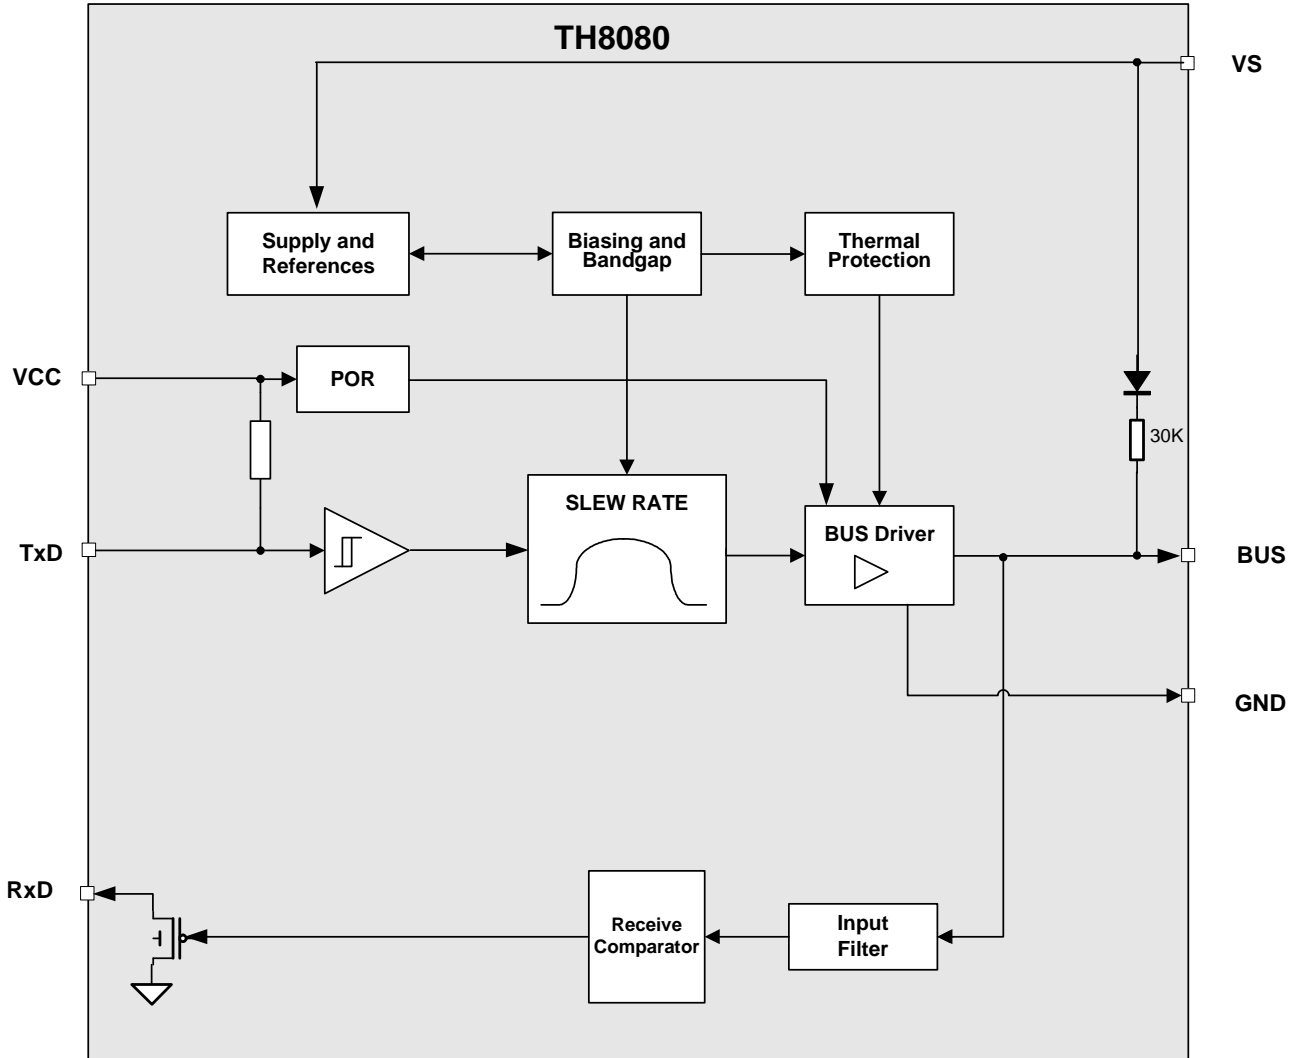 TH8080
VS
Supply and
References
Biasing and
Bandgap
Thermal
Protection
VCC
POR
30K
SLEW RATE
TxD
BUS Driver
BUS
GND
RxD
Receive
Comparator
Input
Filter